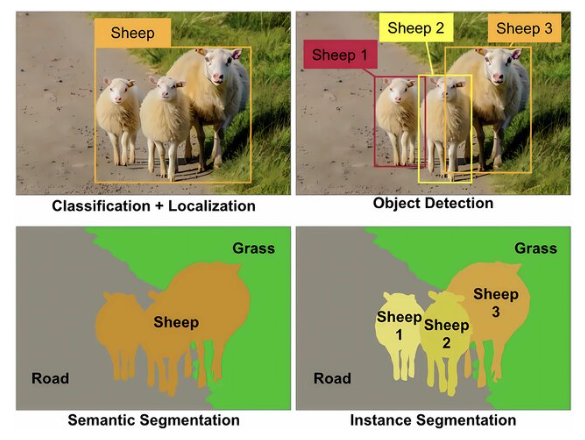 Sheep
Sheep 1
Sheep 2
Sheep 3
Classification + Localization
Object Detection
Grass
Sheep
Road
Grass
Sheep
1
Sheep
2
Sheep
3
Road
Semantic Segmentation
Instance Segmentation